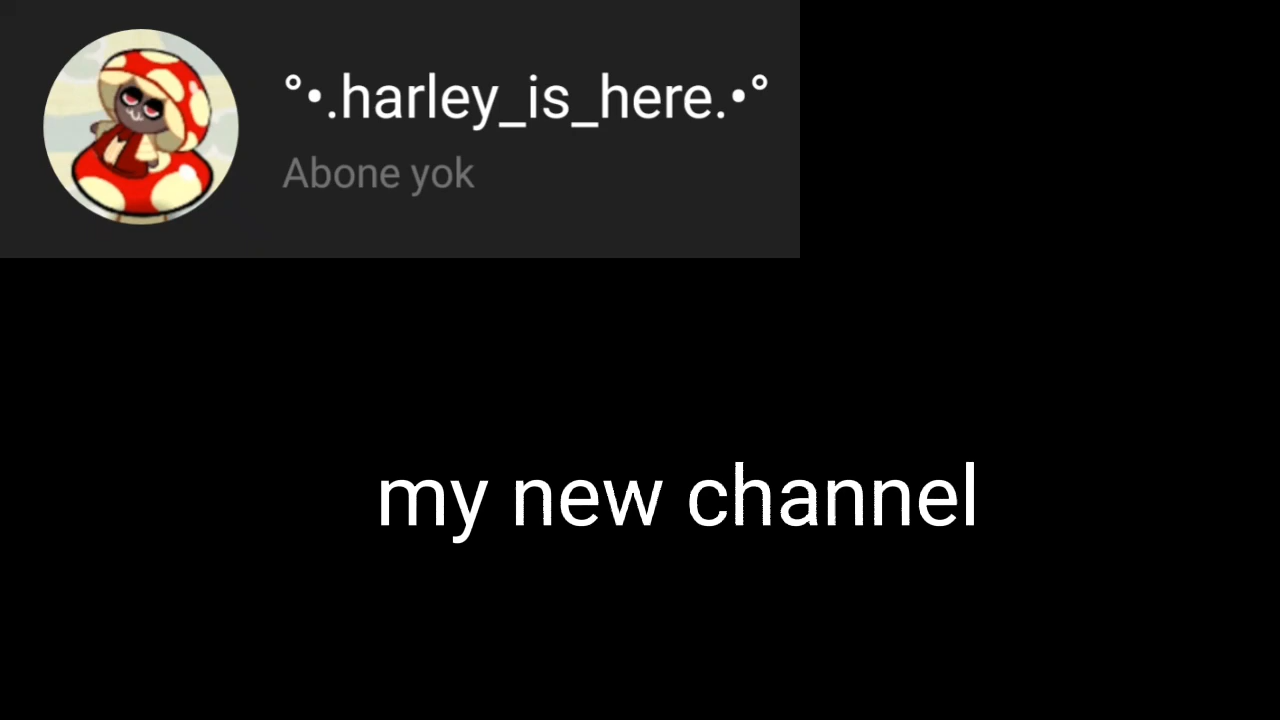 °•.harley_is_here.•°
Abone yok
my new channel